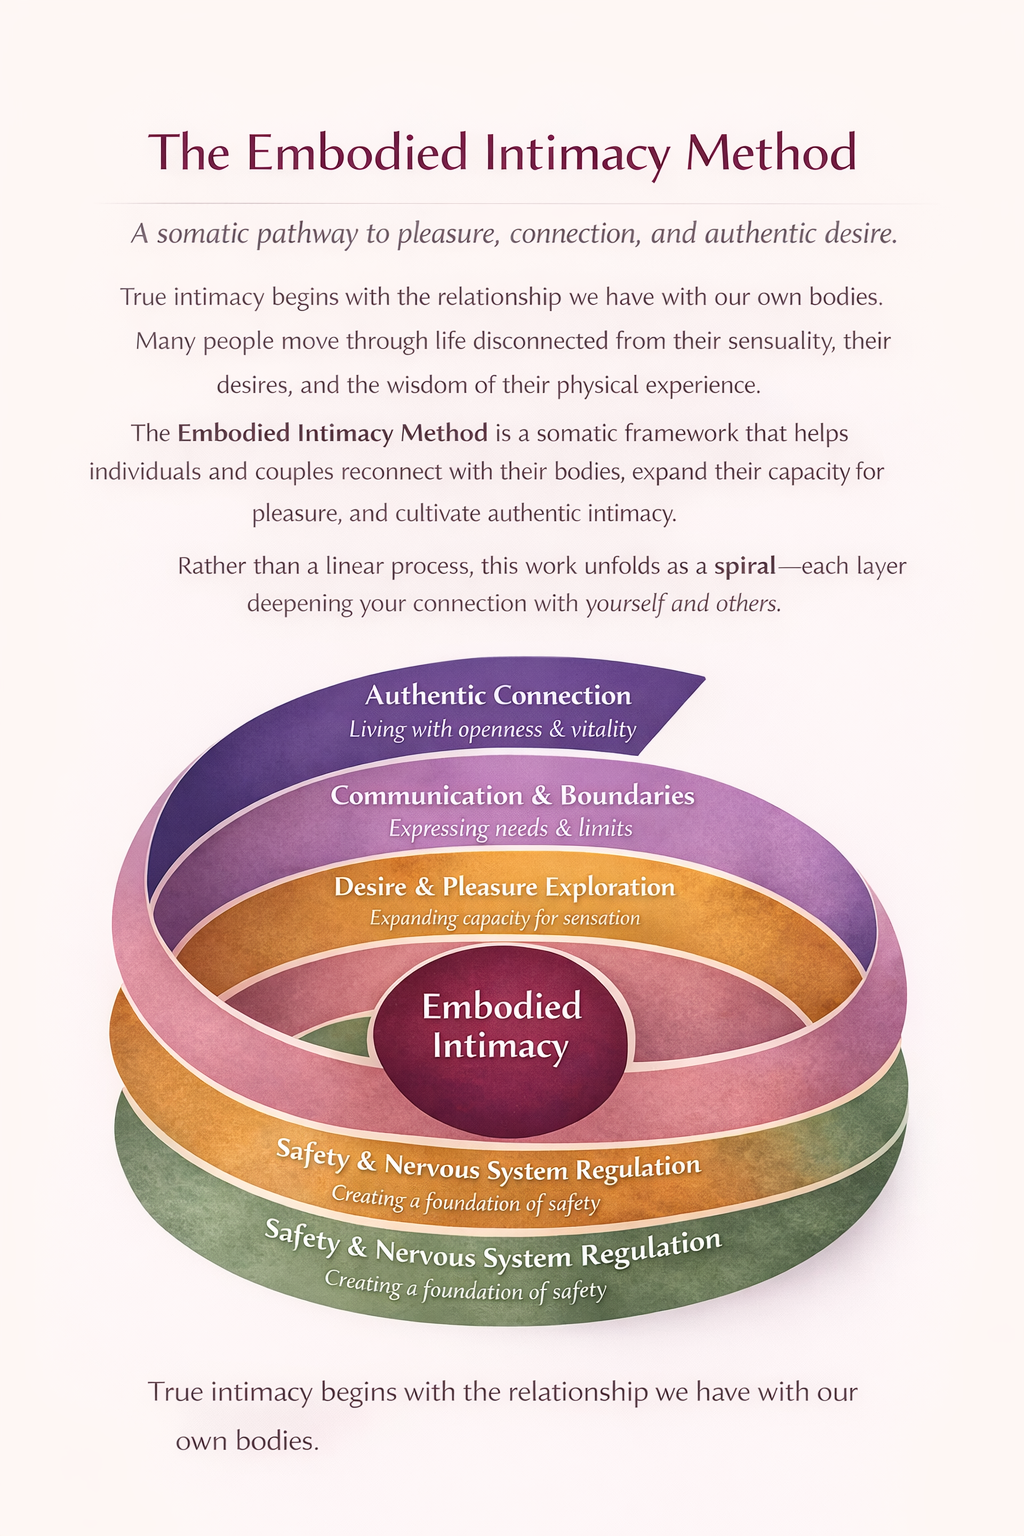 The Embodied Intimacy Method
A somatic pathway to pleasure, connection, and authentic desire.
True intimacy begins with the relationship we have with our own bodies.
Many people move through life disconnected from their sensuality, their
desires, and the wisdom of their physical experience.
The Embodied Intimacy Method is a somatic framework that helps
individuals and couples reconnect with their bodies, expand their capacity for
pleasure, and cultivate authentic intimacy.
Rather than a linear process, this work unfolds as a spiral—each layer
deepening your connection with yourself and others.
Authentic Connection
Living with openness & vitality
Communication & Boundaries
Expressing needs & limits
Desire & Pleasure Exploration
Expanding capacity for sensation
Embodied
Intimacy
Safety & Nervous System Regulation
Creating a foundation of safety
Safety & Nervous System Regulation
Creating a foundation of safety
True intimacy begins with the relationship we have with our
own bodies.